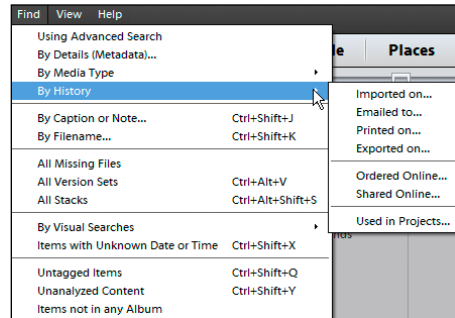 Find View Help
Using Advanced Search
By Details (Metadata)...
By Media Type
By History
By Caption or Note... Ctrl+Shift+J
By Filename... Ctrl+Shift+K
All Missing Files
All Version Sets Ctrl+Alt+V
All Stacks Ctrl+Alt+Shift+S
By Visual Searches
Items with Unknown Date or Time Ctrl+Shift+X
Untagged Items Ctrl+Shift+Q
Unanalyzed Content Ctrl+Shift+Y
Items not in any Album
Places
Imported on...
Emailed to...
Printed on...
Exported on...
Ordered Online...
Shared Online...
Used in Projects...